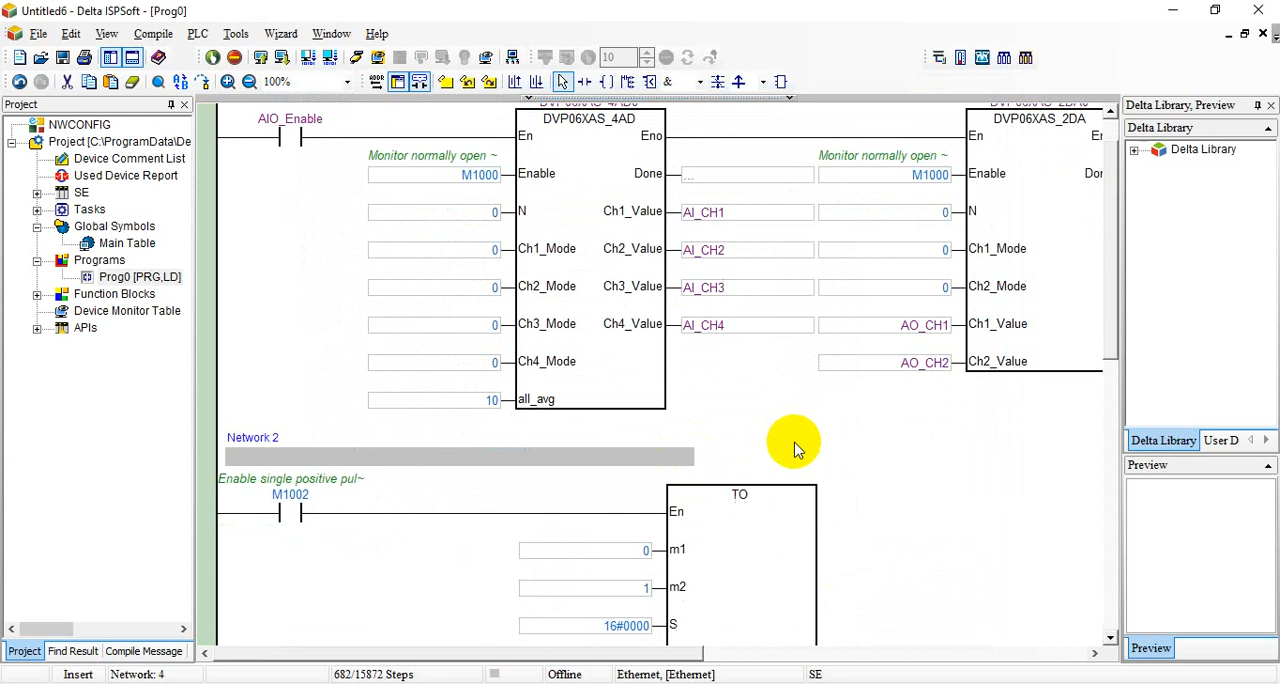 Untitled6 - Delta ISPSoft - [Prog0]
File Edit View Compile PLC Tools Wizard Window Help
10
100%
&
Project
NWCONFIG
Project [C:\ProgramData\De
Device Comment List
Used Device Report
SE
Tasks
Global Symbols
Main Table
Programs
Prog0 [PRG,LD]
Function Blocks
Device Monitor Table
APIs
Project Find Result Compile Message
AIO_Enable
DVP06XAS_4AD
En Eno
Monitor normally open ~
M1000 Enable Done ...
0 N Ch1_Value AI_CH1
0 Ch1_Mode Ch2_Value AI_CH2
0 Ch2_Mode Ch3_Value AI_CH3
0 Ch3_Mode Ch4_Value AI_CH4
0 Ch4_Mode
10 all_avg
DVP06XAS_2DA
En
Monitor normally open ~
M1000 Enable
0 N
0 Ch1_Mode
0 Ch2_Mode
AO_CH1 Ch1_Value
AO_CH2 Ch2_Value
Network 2
Enable single positive pul~
M1002
TO
En
0 m1
1 m2
16#0000 S
Delta Library, Preview
Delta Library
Delta Library
Delta Library User D
Preview
Preview
Insert Network: 4 682/15872 Steps Offline Ethernet, [Ethernet] SE